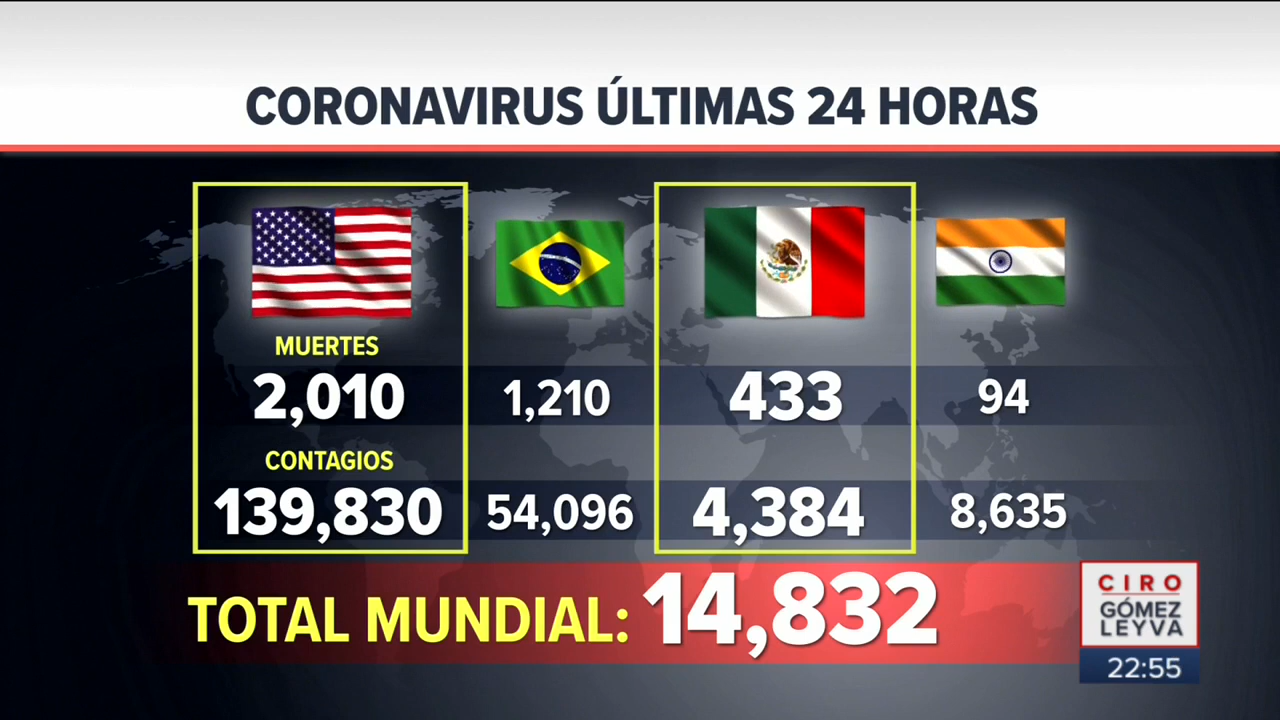 CORONAVIRUS ÚLTIMAS 24 HORAS
MUERTES
2,010 1,210 433 94
CONTAGIOS
139,830 54,096 4,384 8,635
TOTAL MUNDIAL: 14,832
CIRO
GÓMEZ
LEYVA
22:55